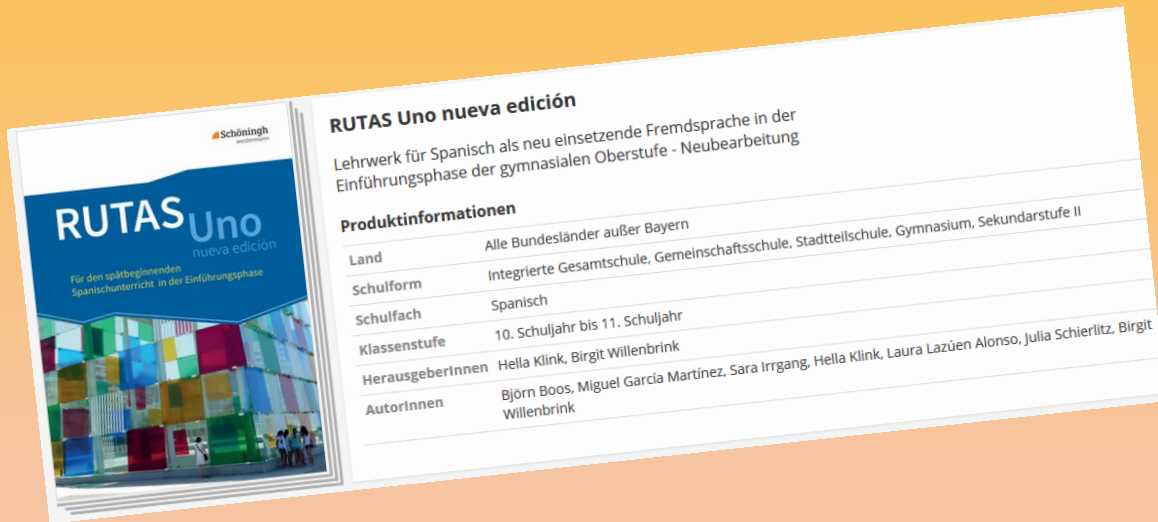 Schöningh
westermann
RUTAS Uno
nueva edición
Für den spätbeginnenden
Spanischunterricht in der Einführungsphase
RUTAS Uno nueva edición
Lehrwerk für Spanisch als neu einsetzende Fremdsprache in der
Einführungsphase der gymnasialen Oberstufe - Neubearbeitung
Produktinformationen
Land Alle Bundesländer außer Bayern
Schulform Integrierte Gesamtschule, Gemeinschaftsschule, Stadtteilschule, Gymnasium, Sekundarstufe II
Schulfach Spanisch
Klassenstufe 10. Schuljahr bis 11. Schuljahr
HerausgeberInnen Hella Klink, Birgit Willenbrink
AutorInnen Björn Boos, Miguel García Martínez, Sara Irrgang, Hella Klink, Laura Lazúen Alonso, Julia Schierlitz, Birgit
Willenbrink